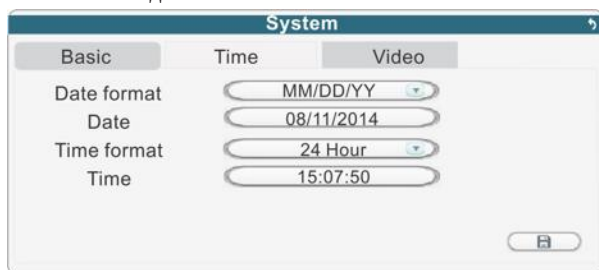 System
Basic Time Video
Date format MM/DD/YY
Date 08/11/2014
Time format 24 Hour
Time 15:07:50